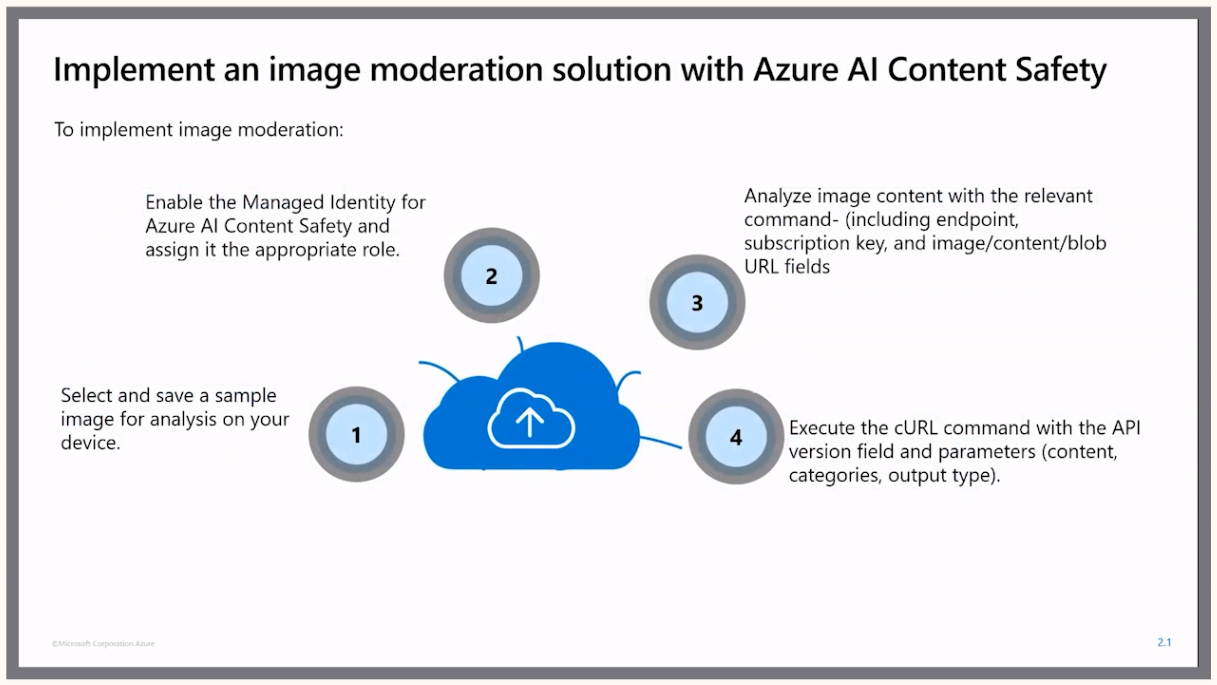 Implement an image moderation solution with Azure AI Content Safety
To implement image moderation:
1
Select and save a sample
image for analysis on your
device.
2
Enable the Managed Identity for
Azure AI Content Safety and
assign it the appropriate role.
3
Analyze image content with the relevant
command- (including endpoint,
subscription key, and image/content/blob
URL fields
4
Execute the cURL command with the API
version field and parameters (content,
categories, output type).
©Microsoft Corporation Azure
2.1